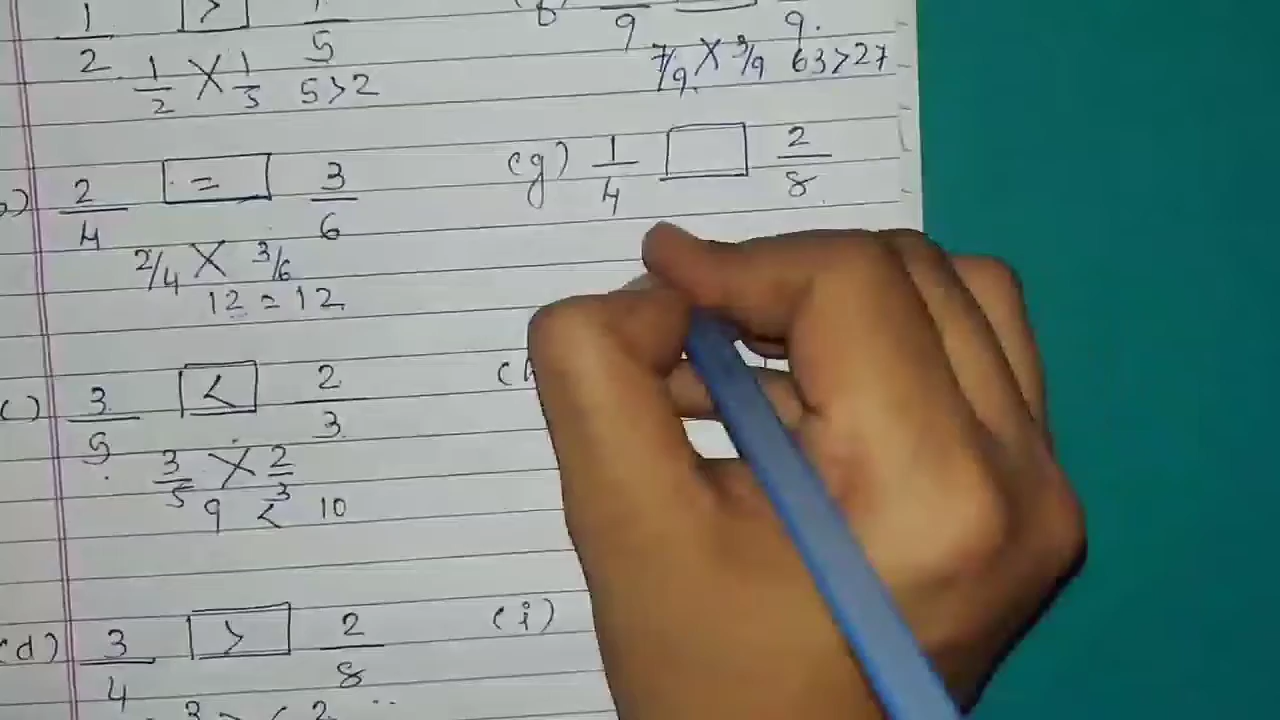 1/2 > 1/5
1/2 X 1/5 5>2
9 9.
7/9 X 3/9 63>27
2/4 = 3/6
2/4 X 3/6
12 = 12
(g) 1/4 □ 2/8
(c) 3/5 < 2/3
3/5 X 2/3
9 < 10
(d) 3/4 > 2/8
(i)